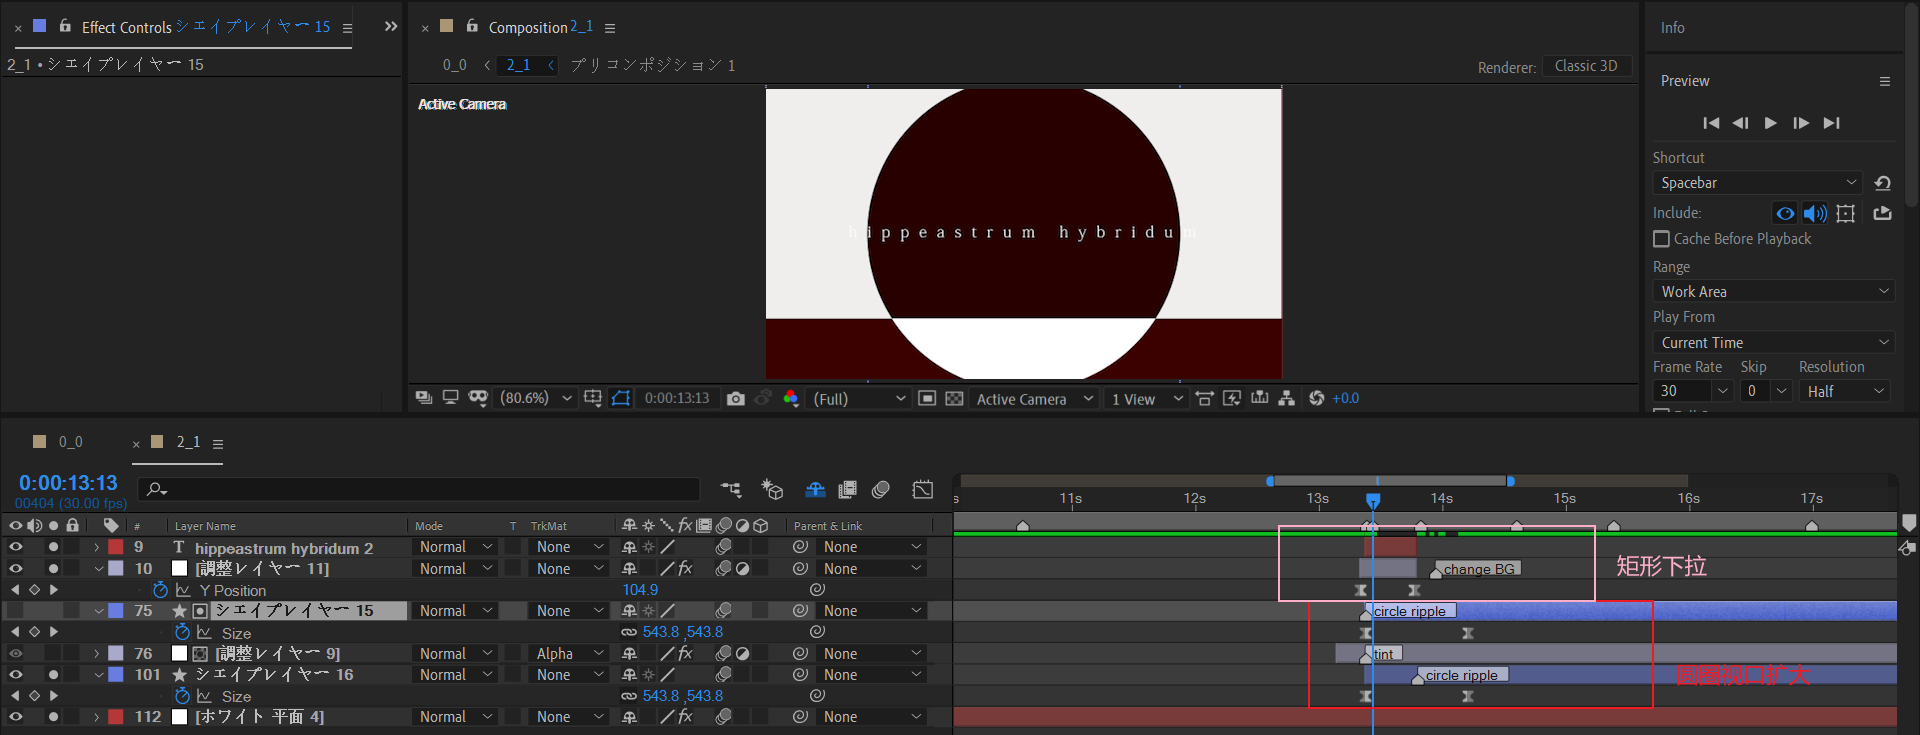 Effect Controls シエイプレイヤー 15
2_1 • シエイプレイヤー 15
Composition 2_1
0_0 2_1 プリコンポジション 1
Renderer: Classic 3D
Active Camera
hippeastrum hybridum
(80.6%) 0:00:13:13 (Full) Active Camera 1 View +0.0
Info
Preview
Shortcut
Spacebar
Include:
Cache Before Playback
Range
Work Area
Play From
Current Time
Frame Rate Skip Resolution
30 0 Half
0_0 2_1
0:00:13:13
00404 (30.00 fps)
11s 12s 13s 14s 15s 16s 17s
# Layer Name Mode T TrkMat Parent & Link
9 T hippeastrum hybridum 2 Normal None None
10 [調整レイヤー 11] Normal None None change BG
Y Position 104.9
矩形下拉
75 シエイプレイヤー 15 Normal None None circle ripple
Size 543.8,543.8
76 [調整レイヤー 9] Normal Alpha None tint
101 シエイプレイヤー 16 Normal None None circle ripple
圆圈视口扩大
Size 543.8,543.8
112 [ホワイト 平面 4] Normal None None